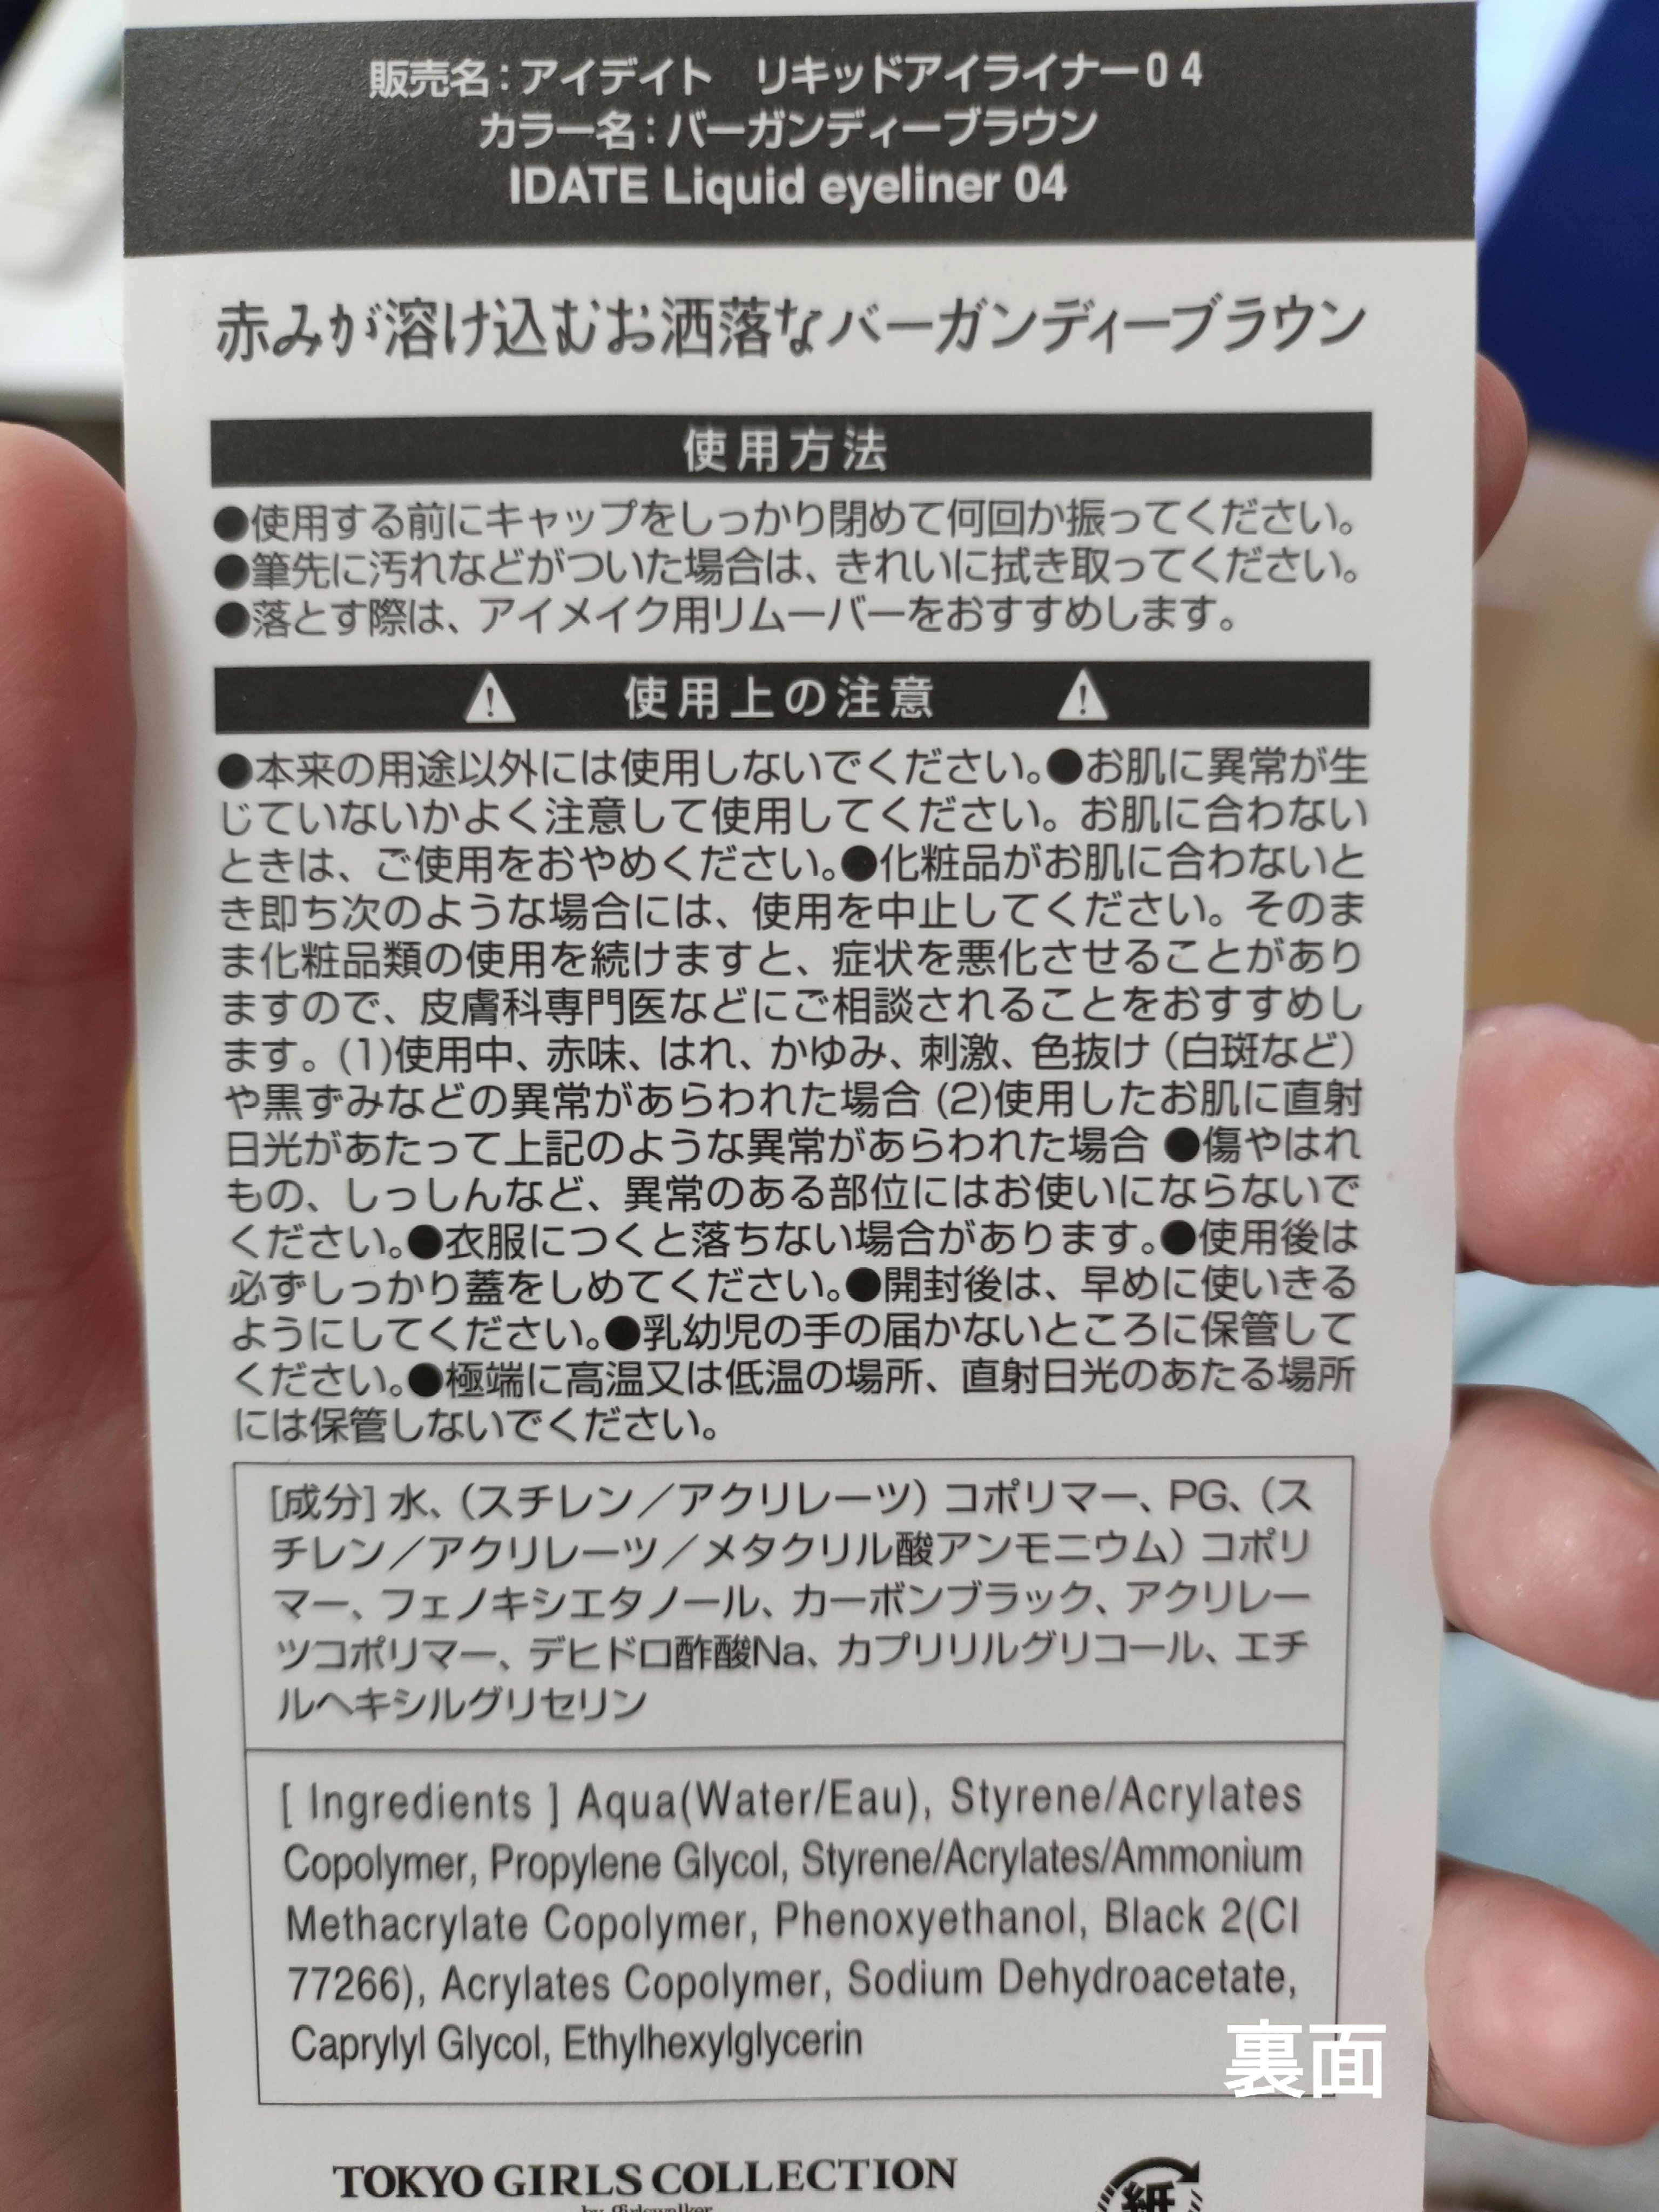 販売名：アイデイト　リキッドアイライナー04
カラー名：バーガンディーブラウン
IDATE Liquid eyeliner 04
赤みが溶け込むお洒落なバーガンディーブラウン
使用方法
●使用する前にキャップをしっかり閉めて何回か振ってください。
●筆先に汚れなどがついた場合は、きれいに拭き取ってください。
●落とす際は、アイメイク用リムーバーをおすすめします。
使用上の注意
●本来の用途以外には使用しないでください。●お肌に異常が生
じていないかよく注意して使用してください。お肌に合わない
ときは、ご使用をおやめください。●化粧品がお肌に合わないと
き即ち次のような場合には、使用を中止してください。そのま
ま化粧品類の使用を続けますと、症状を悪化させることがあり
ますので、皮膚科専門医などにご相談されることをおすすめし
ます。(1)使用中、赤味、はれ、かゆみ、刺激、色抜け（白斑など）
や黒ずみなどの異常があらわれた場合 (2)使用したお肌に直射
日光があたって上記のような異常があらわれた場合 ●傷やはれ
もの、しっしんなど、異常のある部位にはお使いにならないで
ください。●衣服につくと落ちない場合があります。●使用後は
必ずしっかり蓋をしめてください。●開封後は、早めに使いきる
ようにしてください。●乳幼児の手の届かないところに保管して
ください。●極端に高温又は低温の場所、直射日光のあたる場所
には保管しないでください。
[成分] 水、（スチレン／アクリレーツ）コポリマー、PG、（ス
チレン／アクリレーツ／メタクリル酸アンモニウム）コポリ
マー、フェノキシエタノール、カーボンブラック、アクリレー
ツコポリマー、デヒドロ酢酸Na、カプリリルグリコール、エチ
ルヘキシルグリセリン
[ Ingredients ] Aqua(Water/Eau), Styrene/Acrylates
Copolymer, Propylene Glycol, Styrene/Acrylates/Ammonium
Methacrylate Copolymer, Phenoxyethanol, Black 2(CI
77266), Acrylates Copolymer, Sodium Dehydroacetate,
Caprylyl Glycol, Ethylhexylglycerin
裏面
TOKYO GIRLS COLLECTION
by girlswalker
紙